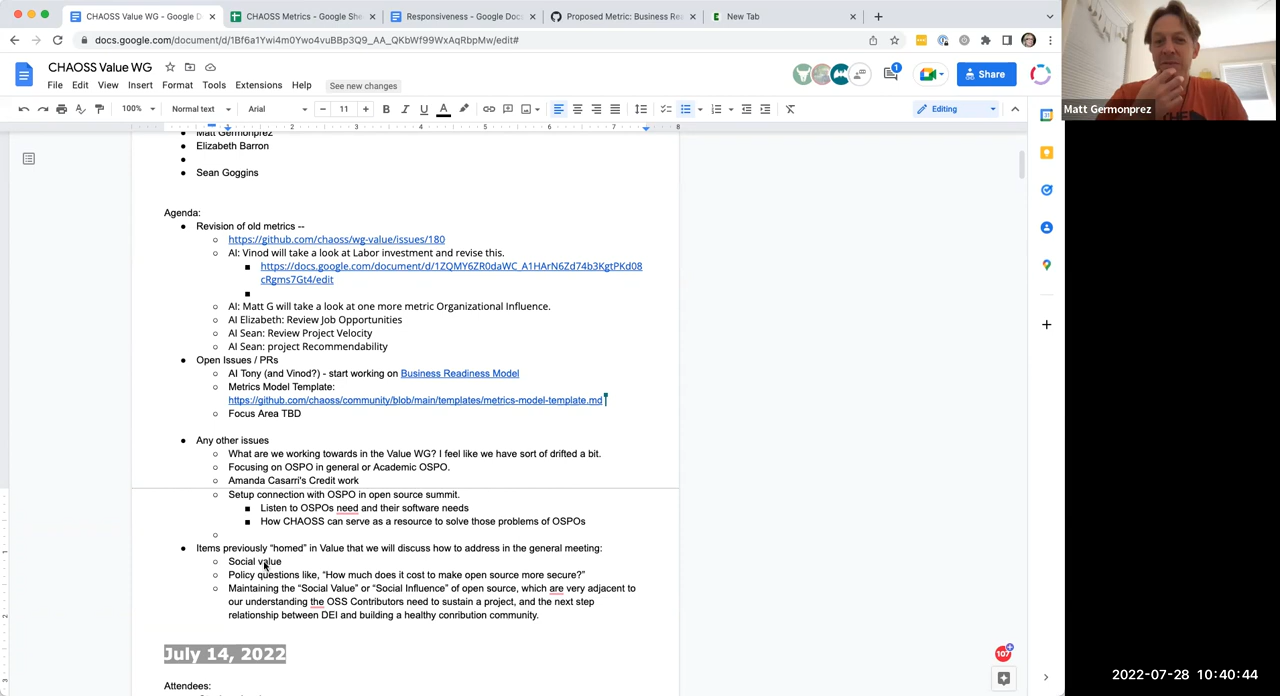 CHAOSS Value WG - Google D
CHAOSS Metrics - Google She
Responsiveness - Google Doc
Proposed Metric: Business Re
New Tab
docs.google.com/document/d/1Bf6a1Ywi4m0Ywo4vuBBp3Q9_AA_QKbWf99WxAqRbpMw/edit#
CHAOSS Value WG
File Edit View Insert Format Tools Extensions Help
See new changes
1
Share
100%
Normal text
Arial
11
Editing
Matt Germonprez
Elizabeth Barron
Sean Goggins
Agenda:
Revision of old metrics --
https://github.com/chaoss/wg-value/issues/180
AI: Vinod will take a look at Labor investment and revise this.
https://docs.google.com/document/d/1ZQMY6ZR0daWC_A1HArN6Zd74b3KgtPKd08
cRgms7Gt4/edit
AI: Matt G will take a look at one more metric Organizational Influence.
AI Elizabeth: Review Job Opportunities
AI Sean: Review Project Velocity
AI Sean: project Recommendability
Open Issues / PRs
AI Tony (and Vinod?) - start working on Business Readiness Model
Metrics Model Template:
https://github.com/chaoss/community/blob/main/templates/metrics-model-template.md
Focus Area TBD
Any other issues
What are we working towards in the Value WG? I feel like we have sort of drifted a bit.
Focusing on OSPO in general or Academic OSPO.
Amanda Casarri's Credit work
Setup connection with OSPO in open source summit.
Listen to OSPOs need and their software needs
How CHAOSS can serve as a resource to solve those problems of OSPOs
Items previously “homed” in Value that we will discuss how to address in the general meeting:
Social value
Policy questions like, “How much does it cost to make open source more secure?”
Maintaining the “Social Value” or “Social Influence” of open source, which are very adjacent to
our understanding the OSS Contributors need to sustain a project, and the next step
relationship between DEI and building a healthy conribution community.
July 14, 2022
Attendees:
107
Matt Germonprez
2022-07-28 10:40:44